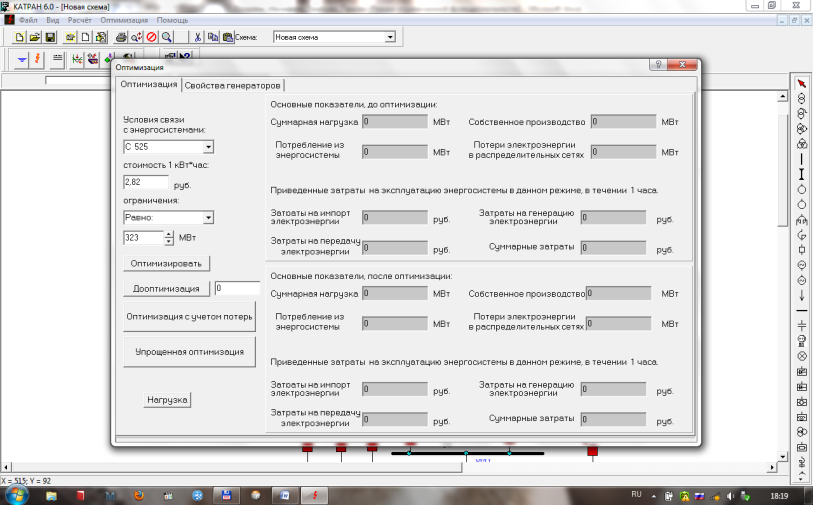 КАТРАН 6.0 - [Новая схема]
Файл Вид Расчёт Оптимизация Помощь
Схема: Новая схема
Оптимизация
Оптимизация Свойства генераторов
Условия связи
с энергосистемами:
С 525
стоимость 1 кВт*час:
2,82 руб.
ограничения:
Равно:
323 МВт
Оптимизировать
Дооптимизация 0
Оптимизация с учетом потерь
Упрощенная оптимизация
Нагрузка
Основные показатели, до оптимизации:
Суммарная нагрузка 0 МВт Собственное производство 0 МВт
Потребление из
энергосистемы 0 МВт Потери электроэнергии
в распределительных сетях 0 МВт
Приведенные затраты на эксплуатацию энергосистемы в данном режиме, в течении 1 часа.
Затраты на импорт
электроэнергии 0 руб. Затраты на генерацию
электроэнергии 0 руб.
Затраты на передачу
электроэнергии 0 руб. Суммарные затраты 0 руб.
Основные показатели, после оптимизации:
Суммарная нагрузка 0 МВт Собственное производство 0 МВт
Потребление из
энергосистемы 0 МВт Потери электроэнергии
в распределительных сетях 0 МВт
Приведенные затраты на эксплуатацию энергосистемы в данном режиме, в течении 1 часа.
Затраты на импорт
электроэнергии 0 руб. Затраты на генерацию
электроэнергии 0 руб.
Затраты на передачу
электроэнергии 0 руб. Суммарные затраты 0 руб.
X = 515; Y = 92
RU 18:19